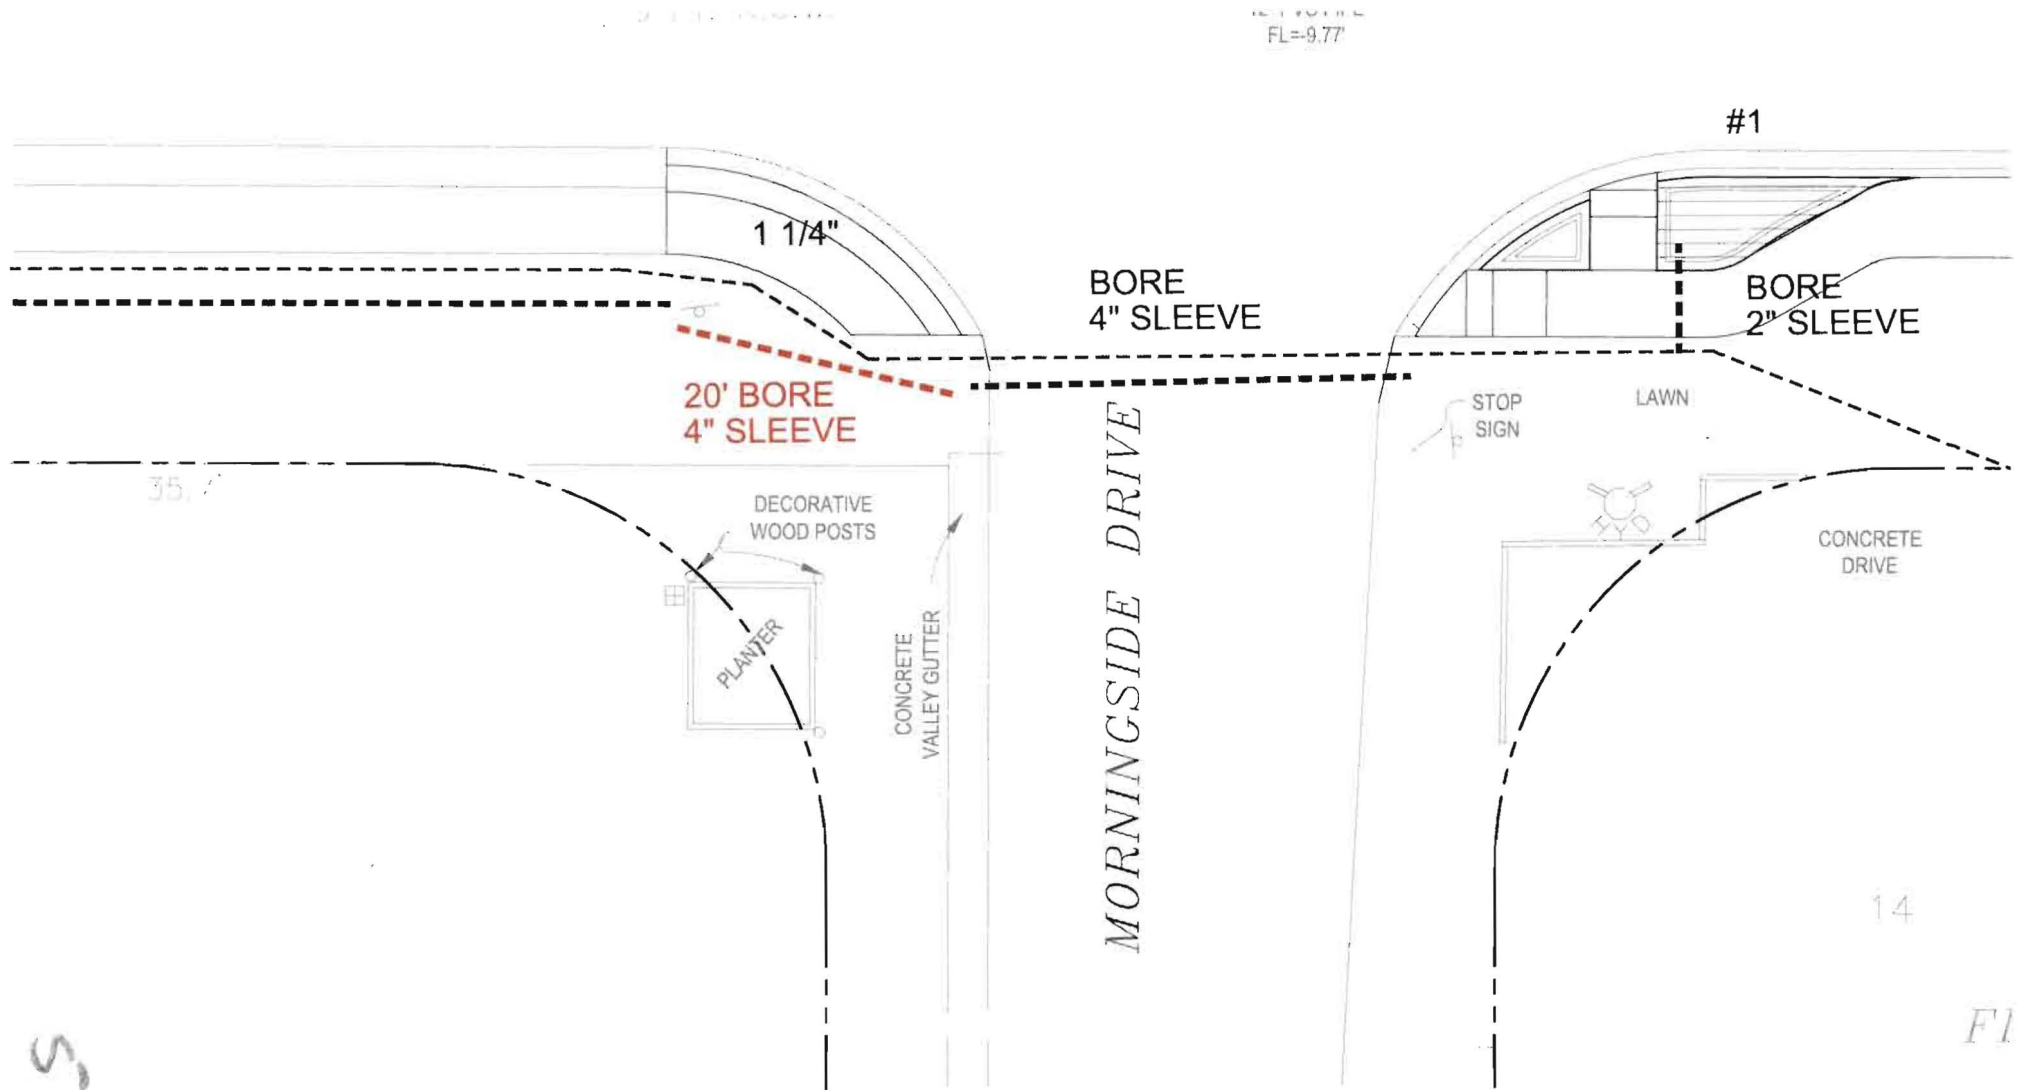 FL=-9.77'
#1
1 1/4"
BORE
4" SLEEVE
BORE
2" SLEEVE
20' BORE
4" SLEEVE
STOP
SIGN
LAWN
35,
DECORATIVE
WOOD POSTS
HYD
CONCRETE
DRIVE
PLANTER
CONCRETE
VALLEY GUTTER
MORNINGSIDE DRIVE
14